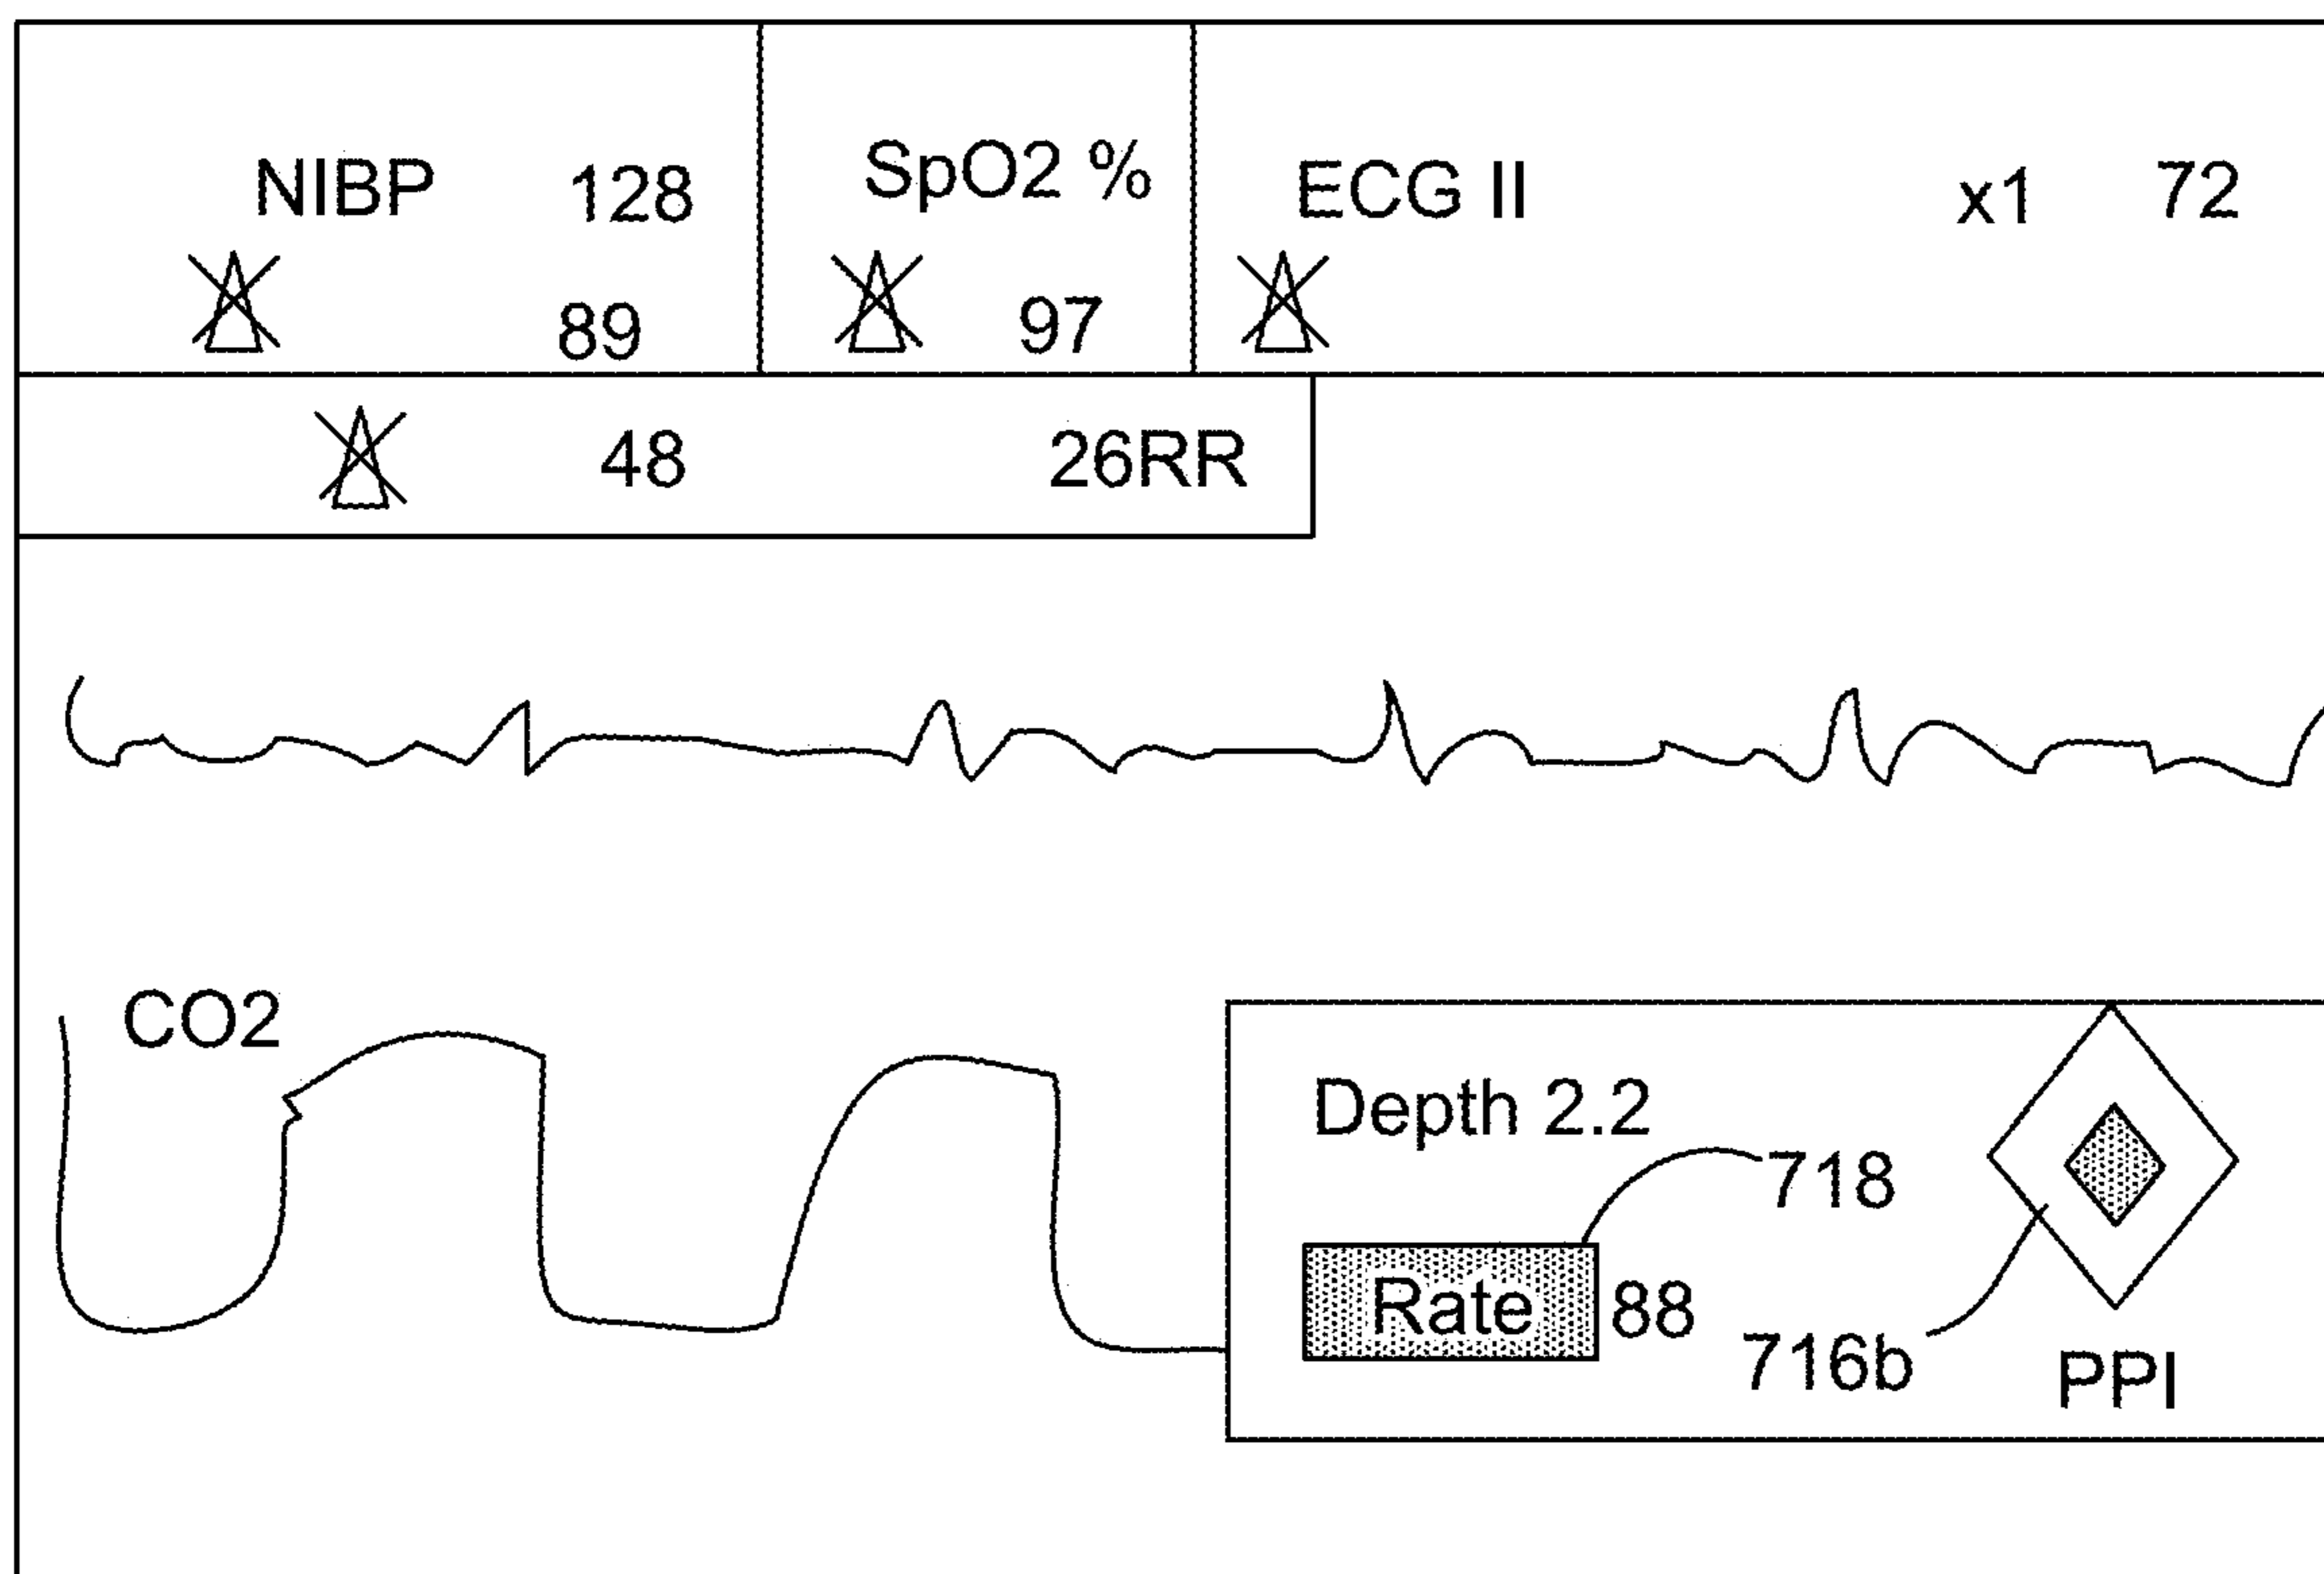 NIBP 128
89
SpO2 %
97
ECG II x1 72
48 26RR
CO2
Depth 2.2
718
Rate 88
716b
PPI